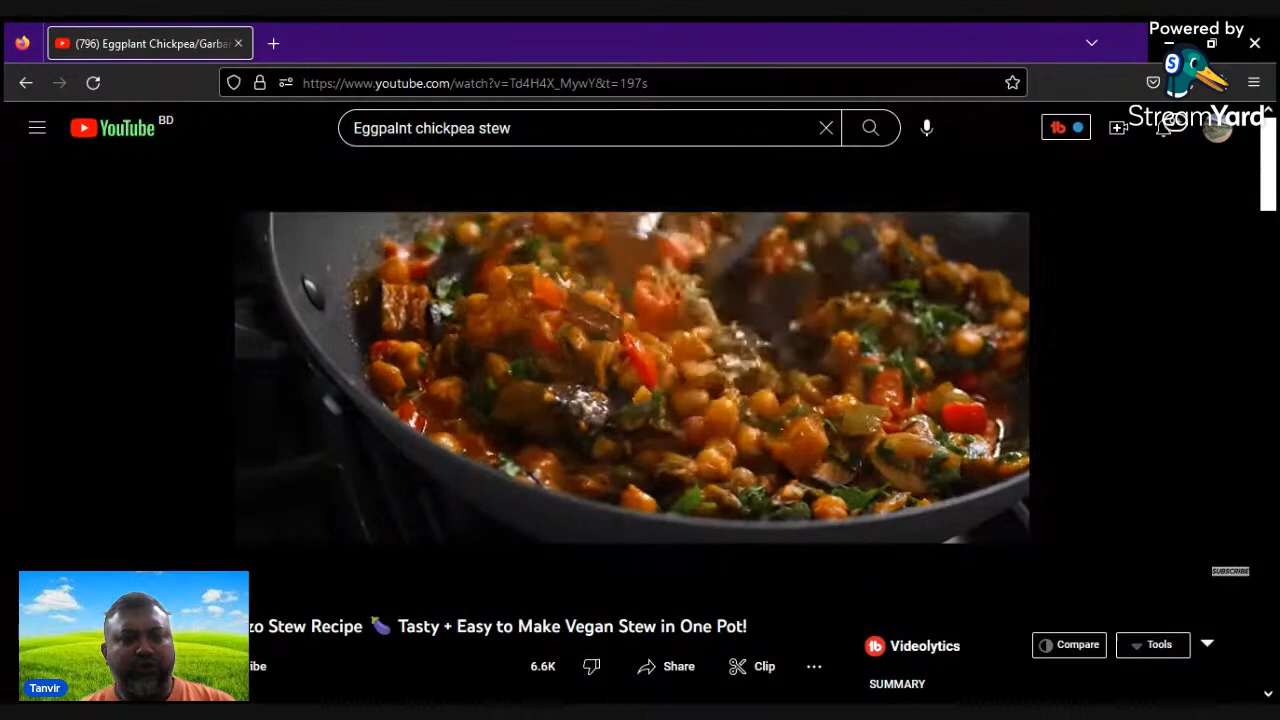 Powered by
StreamYard
(796) Eggplant Chickpea/Garba
https://www.youtube.com/watch?v=Td4H4X_MywY&t=197s
YouTube BD
Eggpalnt chickpea stew
SUBSCRIBE
zo Stew Recipe 🍆 Tasty + Easy to Make Vegan Stew in One Pot!
ibe
6.6K
Share
Clip
Videolytics
Compare
Tools
SUMMARY
Tanvir